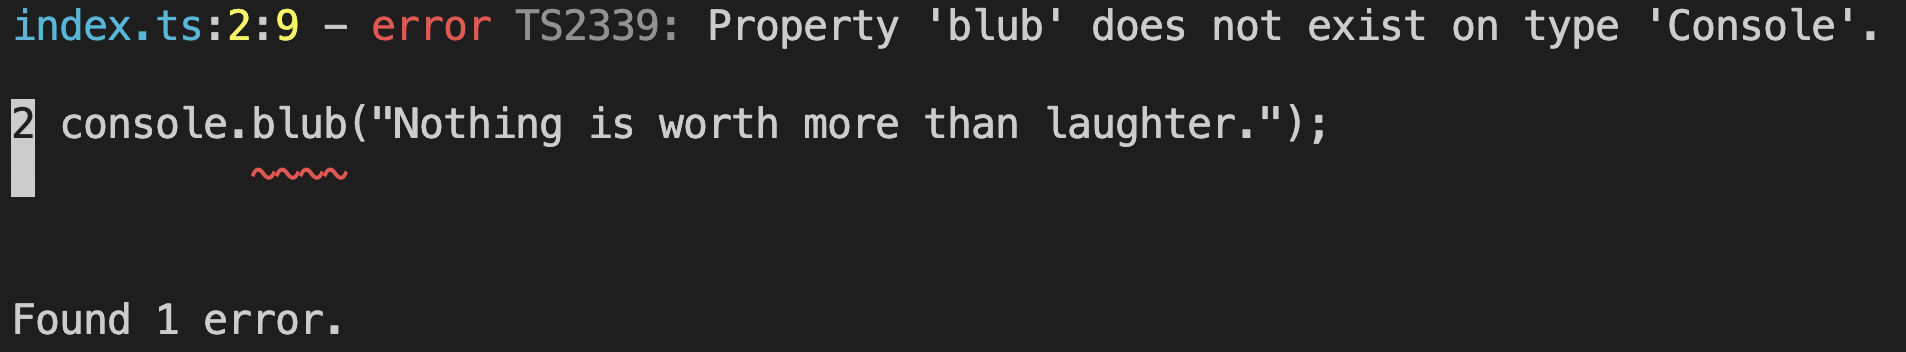 index.ts:2:9 - error TS2339: Property 'blub' does not exist on type 'Console'.
2 console.blub("Nothing is worth more than laughter.");
Found 1 error.